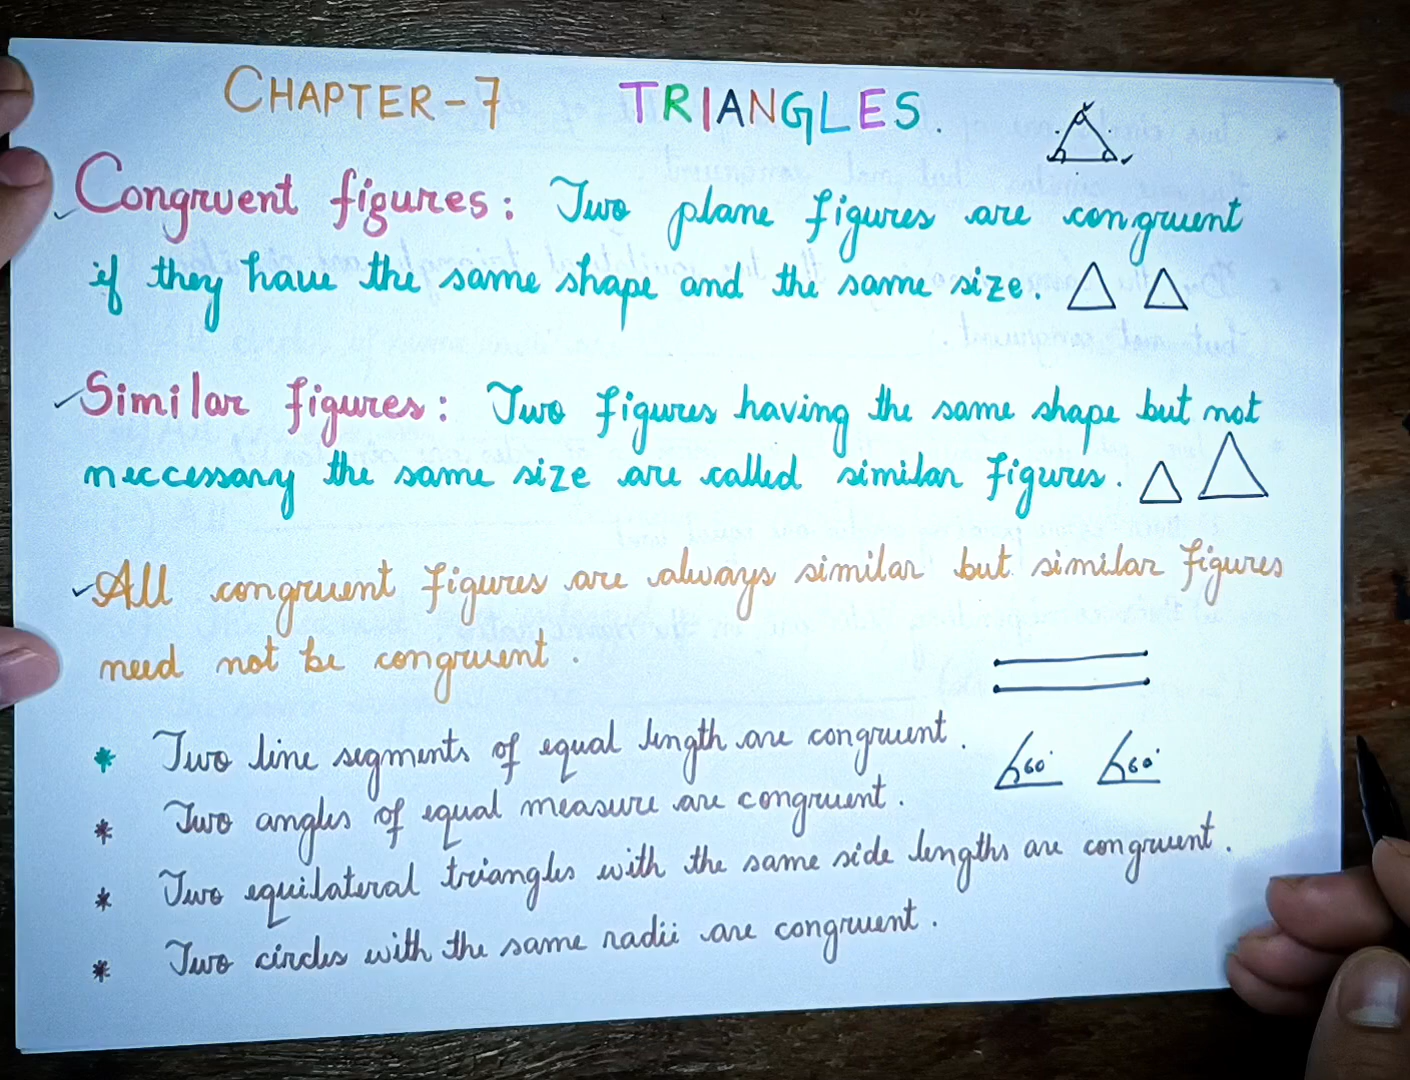 CHAPTER-7 TRIANGLES.
Congruent figures: Two plane figures are congruent
if they have the same shape and the same size.
Similar figures: Two figures having the same shape but not
neccessary the same size are called similar figures.
All congruent figures are always similar but similar figures
need not be congruent.
* Two line segments of equal length are congruent.
60° 60°
* Two angles of equal measure are congruent.
* Two equilateral triangles with the same side lengths are congruent.
* Two circles with the same radii are congruent.